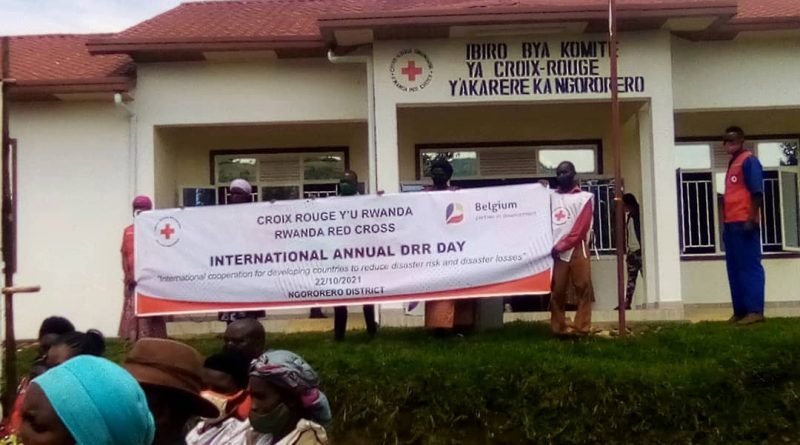 IBIRO BYA KOMITE
YA CROIX-ROUGE
Y'AKARERE KA NGORORERO
CROIX ROUGE Y'U RWANDA
RWANDA RED CROSS
INTERNATIONAL ANNUAL DRR DAY
"International cooperation for developing countries to reduce disaster risk and disaster losses"
22/10/2021
NGORORERO DISTRICT
Belgium
partner in development